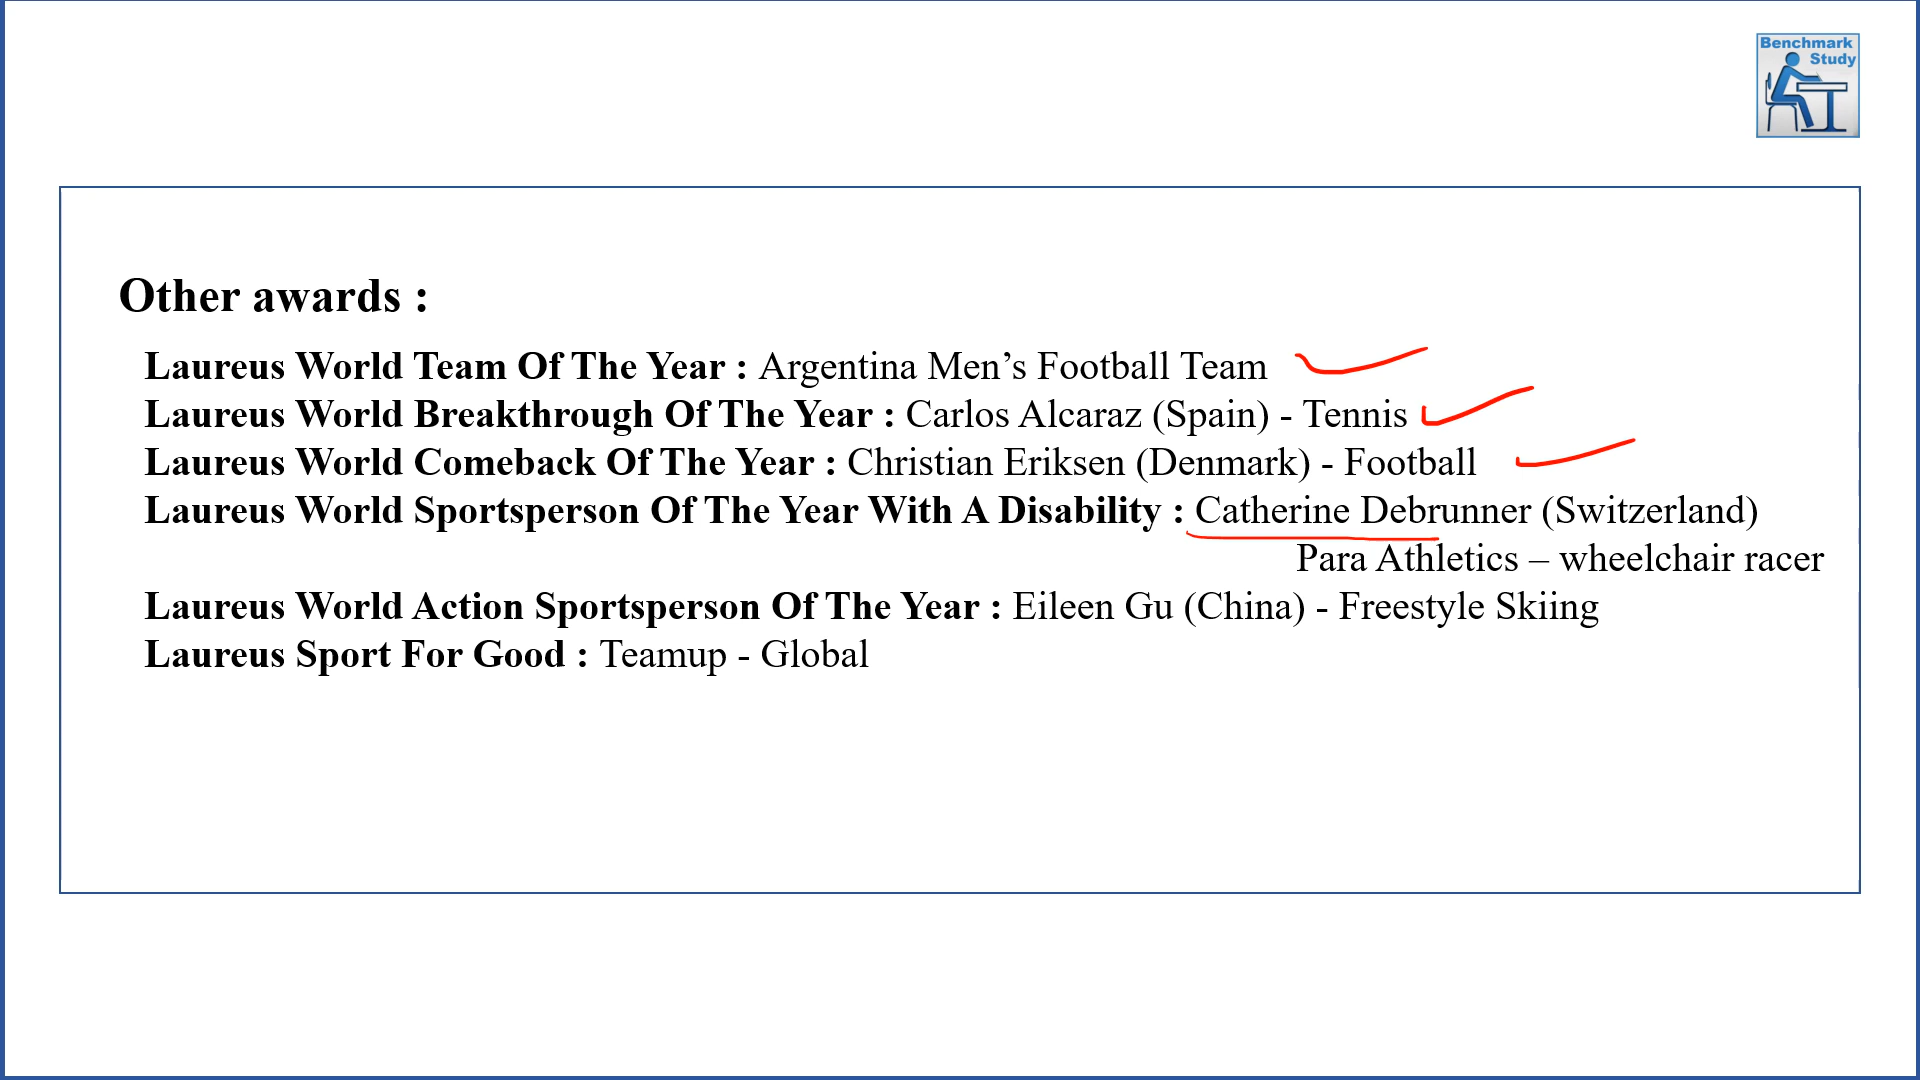 Benchmark
Study
Other awards :
Laureus World Team Of The Year : Argentina Men’s Football Team
Laureus World Breakthrough Of The Year : Carlos Alcaraz (Spain) - Tennis
Laureus World Comeback Of The Year : Christian Eriksen (Denmark) - Football
Laureus World Sportsperson Of The Year With A Disability : Catherine Debrunner (Switzerland)
Para Athletics – wheelchair racer
Laureus World Action Sportsperson Of The Year : Eileen Gu (China) - Freestyle Skiing
Laureus Sport For Good : Teamup - Global